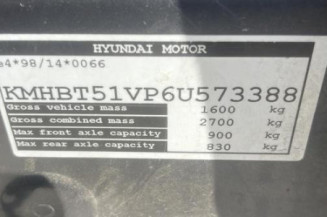 HYUNDAI MOTOR
e4*98/14*0066
KMHBT51VP6U573388
Gross vehicle mass 1600 kg
Gross combined mass 2700 kg
Max front axle capacity 900 kg
Max rear axle capacity 830 kg